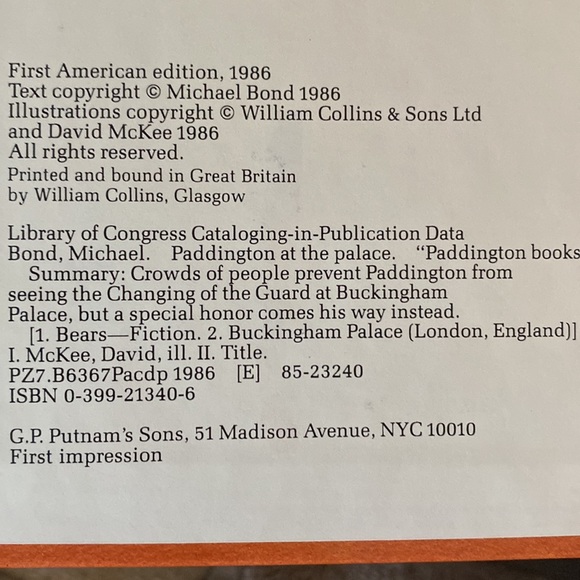 First American edition, 1986
Text copyright © Michael Bond 1986
Illustrations copyright © William Collins & Sons Ltd
and David McKee 1986
All rights reserved.
Printed and bound in Great Britain
by William Collins, Glasgow
Library of Congress Cataloging-in-Publication Data
Bond, Michael. Paddington at the palace. “Paddington books
Summary: Crowds of people prevent Paddington from
seeing the Changing of the Guard at Buckingham
Palace, but a special honor comes his way instead.
[1. Bears—Fiction. 2. Buckingham Palace (London, England)]
I. McKee, David, ill. II. Title.
PZ7.B6367Pacdp 1986 [E] 85-23240
ISBN 0-399-21340-6
G.P. Putnam's Sons, 51 Madison Avenue, NYC 10010
First impression